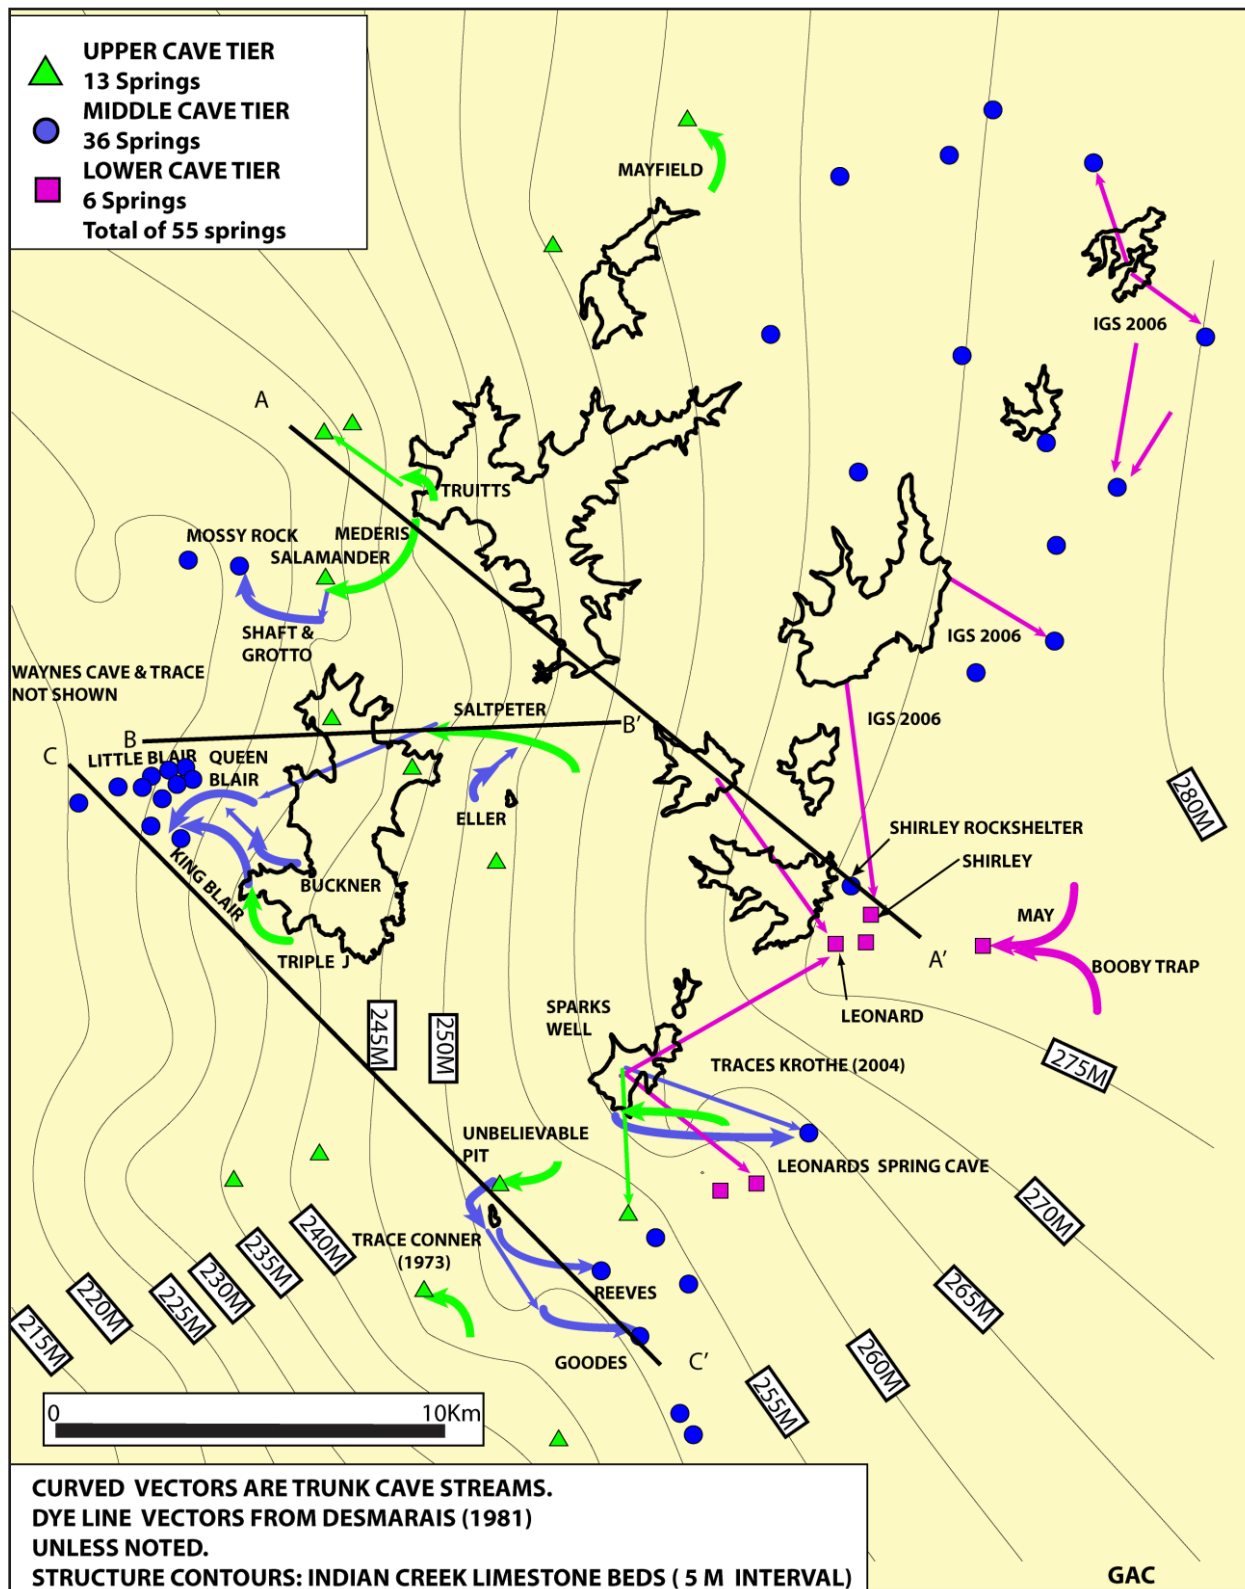 UPPER CAVE TIER
13 Springs
MIDDLE CAVE TIER
36 Springs
LOWER CAVE TIER
6 Springs
Total of 55 springs
MAYFIELD
IGS 2006
A
TRUITTS
MOSSY ROCK
MEDERIS
SALAMANDER
SHAFT &
GROTTO
IGS 2006
WAYNES CAVE & TRACE
NOT SHOWN
SALTPETER
IGS 2006
B
B'
C
LITTLE BLAIR
QUEEN
BLAIR
280M
ELLER
SHIRLEY ROCKSHELTER
SHIRLEY
KING BLAIR
BUCKNER
MAY
TRIPLE J
A'
BOOBY TRAP
SPARKS
WELL
LEONARD
245M
250M
TRACES KROTHE (2004)
275M
UNBELIEVABLE
PIT
LEONARDS SPRING CAVE
270M
TRACE CONNER
(1973)
240M
235M
230M
225M
220M
215M
REEVES
265M
GOODES
C'
260M
255M
0
10Km
CURVED VECTORS ARE TRUNK CAVE STREAMS.
DYE LINE VECTORS FROM DESMARAIS (1981)
UNLESS NOTED.
STRUCTURE CONTOURS: INDIAN CREEK LIMESTONE BEDS ( 5 M INTERVAL)
GAC